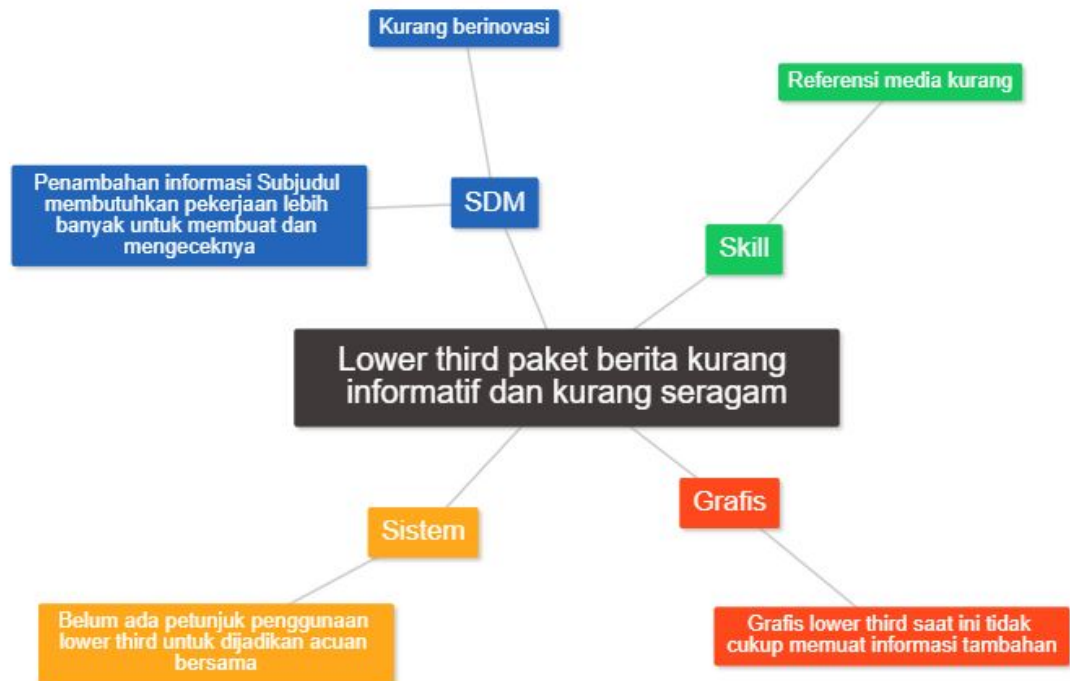 Kurang berinovasi
Referensi media kurang
Penambahan informasi Subjudul
membutuhkan pekerjaan lebih
banyak untuk membuat dan
mengeceknya
SDM
Skill
Lower third paket berita kurang
informatif dan kurang seragam
Sistem
Grafis
Belum ada petunjuk penggunaan
lower third untuk dijadikan acuan
bersama
Grafis lower third saat ini tidak
cukup memuat informasi tambahan